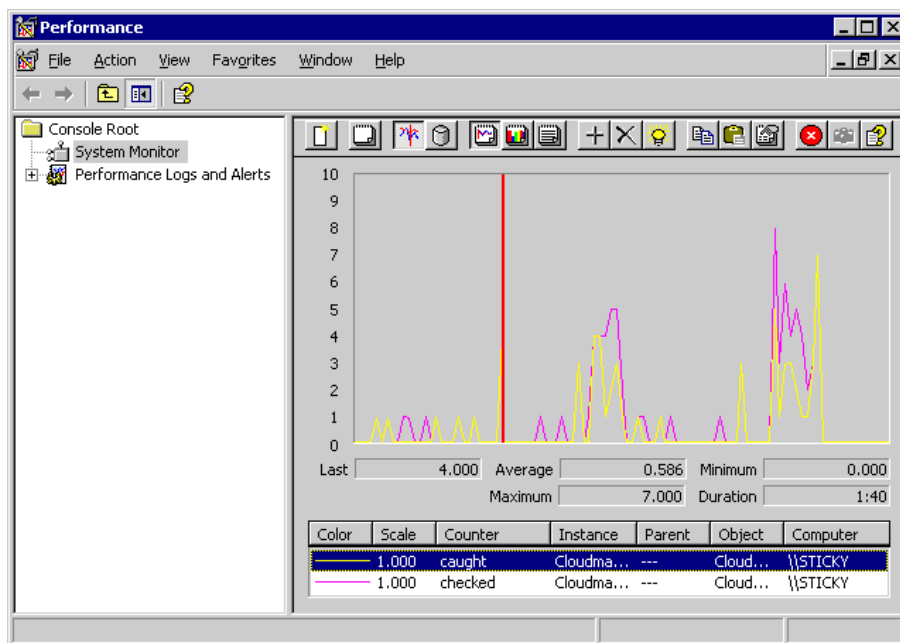 Performance
File Action View Favorites Window Help
Console Root
System Monitor
Performance Logs and Alerts
10
9
8
7
6
5
4
3
2
1
0
Last 4.000 Average 0.586 Minimum 0.000
Maximum 7.000 Duration 1:40
Color Scale Counter Instance Parent Object Computer
1.000 caught Cloudma... --- Cloud... \\STICKY
1.000 checked Cloudma... --- Cloud... \\STICKY